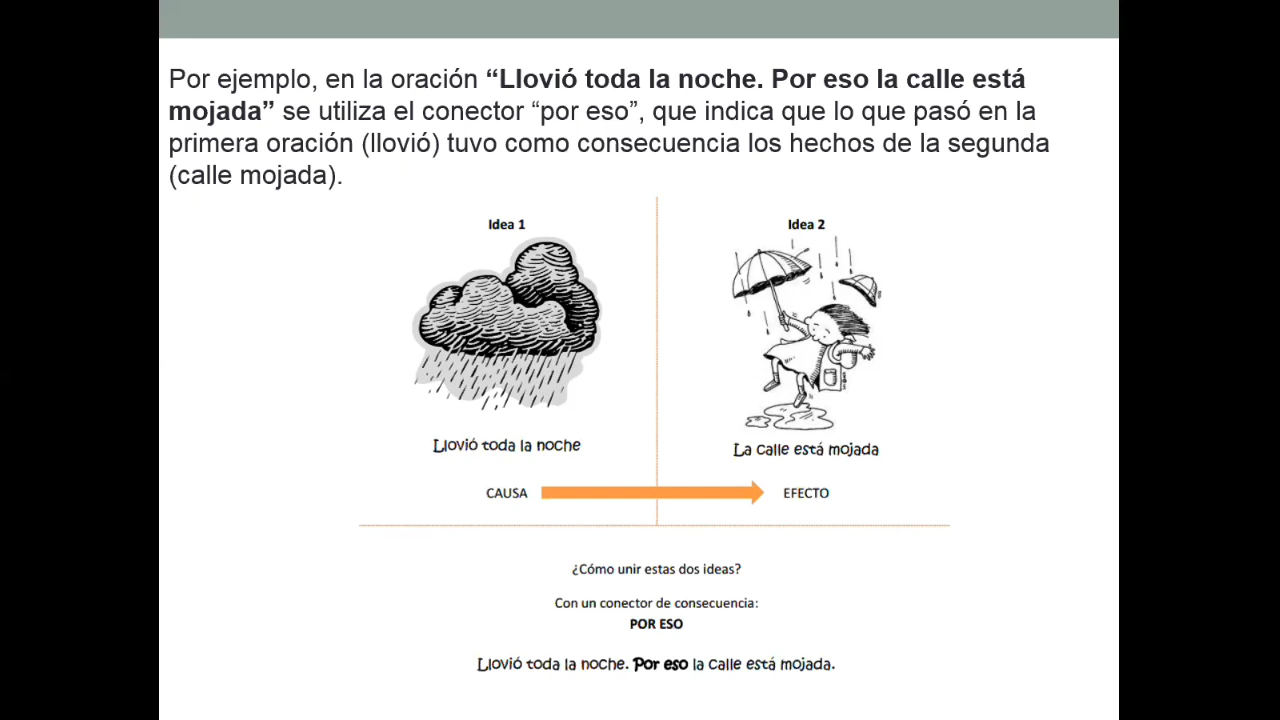 Por ejemplo, en la oración “Llovió toda la noche. Por eso la calle está
mojada” se utiliza el conector “por eso”, que indica que lo que pasó en la
primera oración (llovió) tuvo como consecuencia los hechos de la segunda
(calle mojada).
Idea 1
Idea 2
Llovió toda la noche
La calle está mojada
CAUSA
EFECTO
¿Cómo unir estas dos ideas?
Con un conector de consecuencia:
POR ESO
Llovió toda la noche. Por eso la calle está mojada.